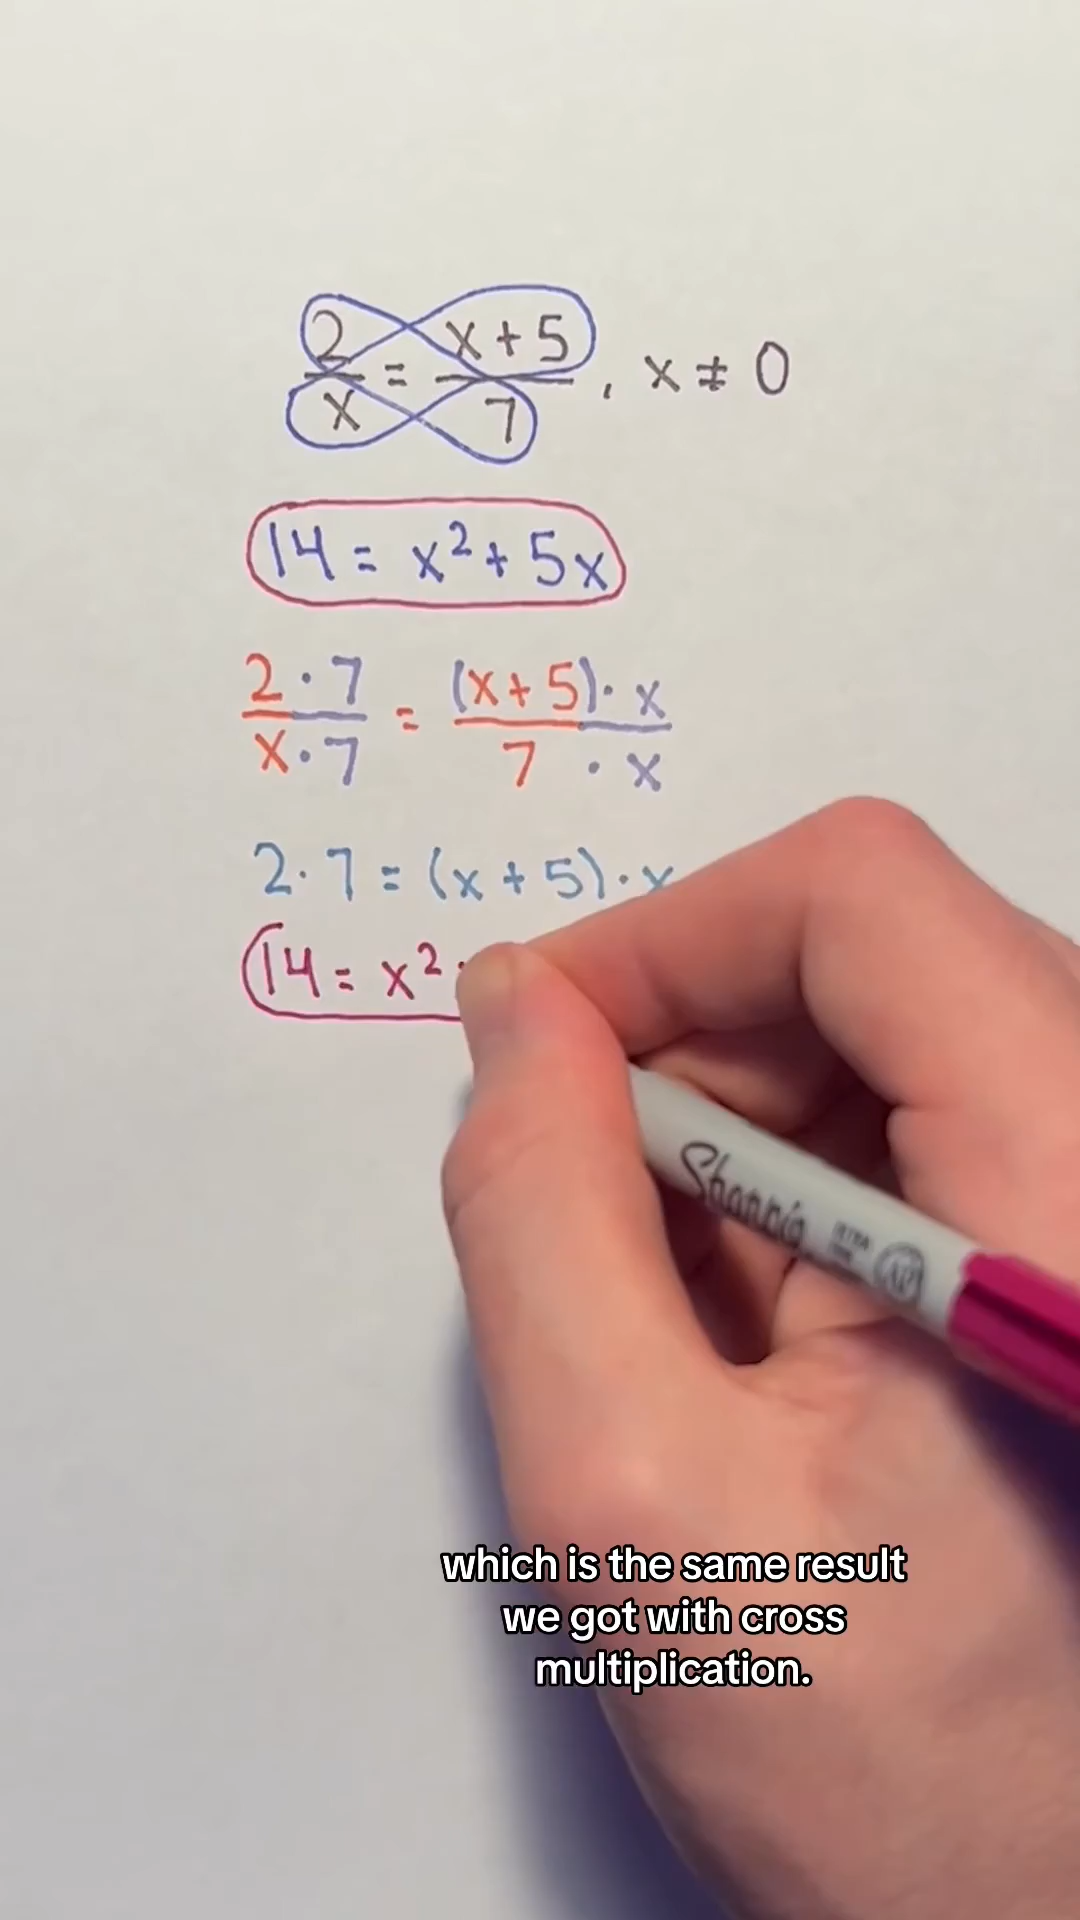 2/x = (x+5)/7 , x ≠ 0
14 = x² + 5x
2·7/x·7 = (x+5)·x/7·x
2·7 = (x+5)·x
14 = x²
Sharpie
AP
which is the same result
we got with cross
multiplication.